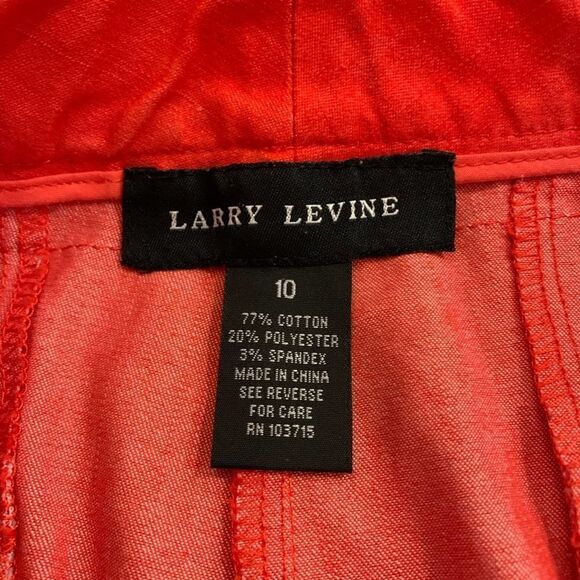 LARRY LEVINE
10
77% COTTON
20% POLYESTER
3% SPANDEX
MADE IN CHINA
SEE REVERSE
FOR CARE
RN 103715